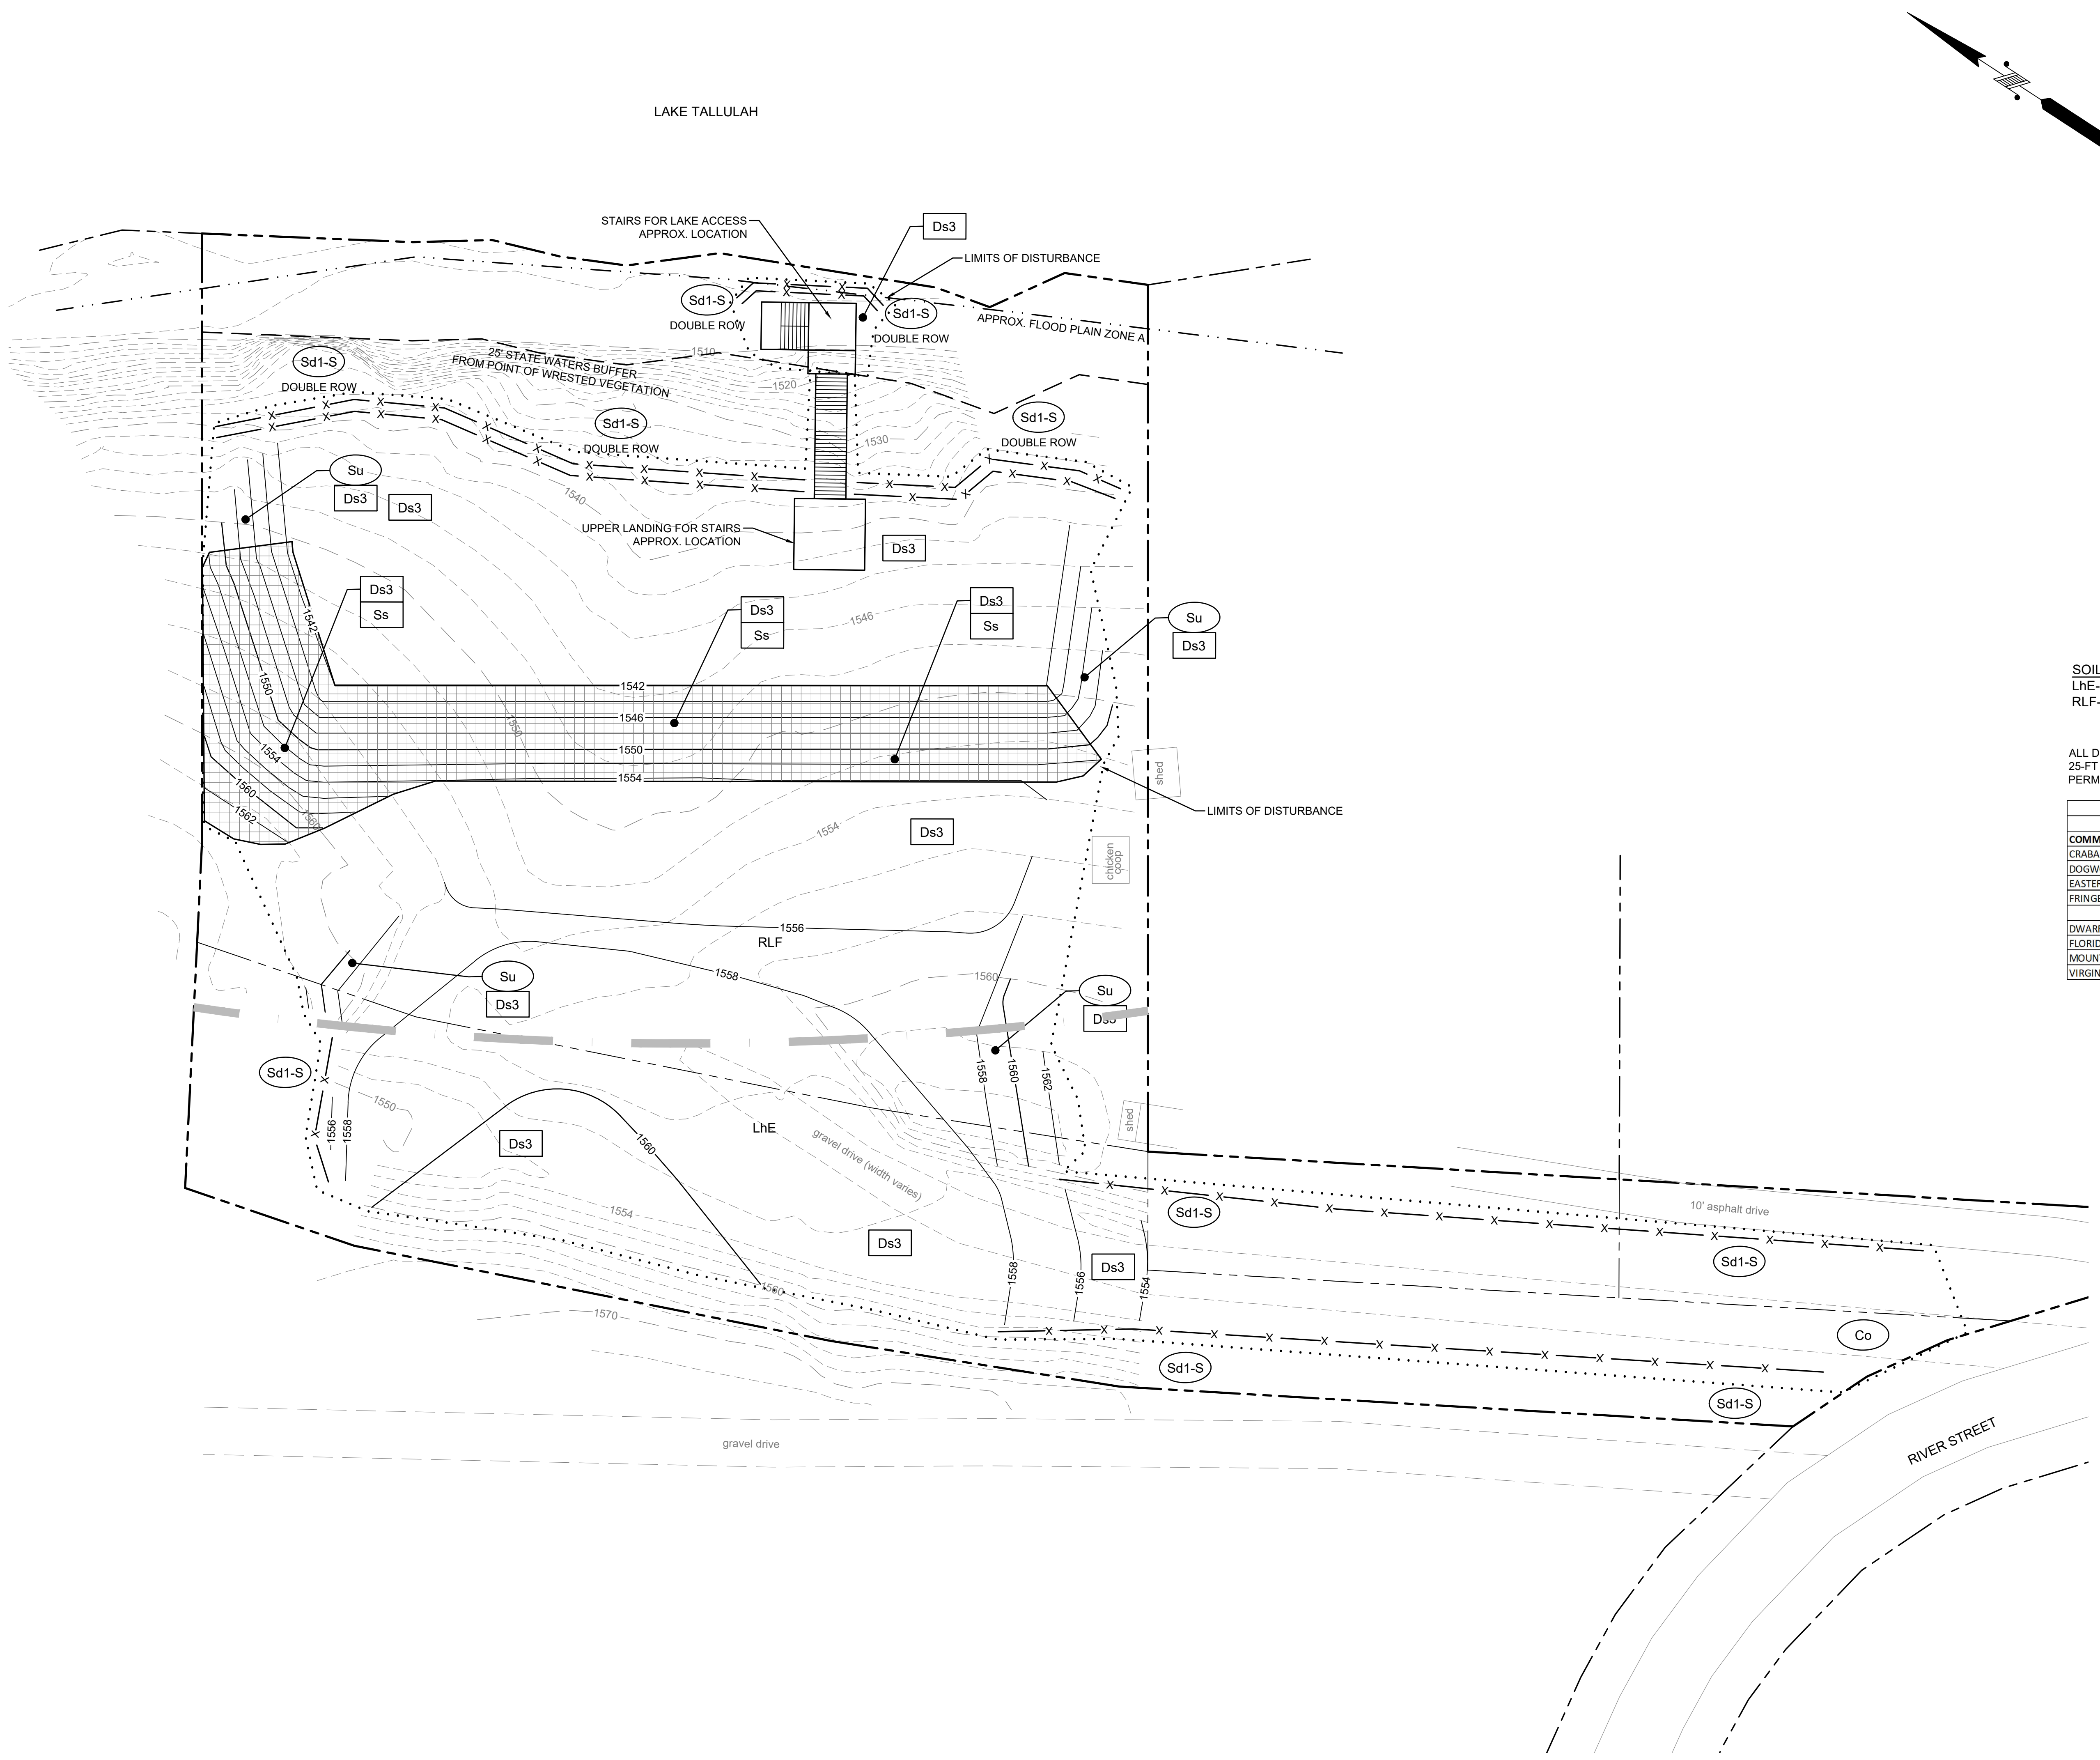 LAKE TALLULAH
STAIRS FOR LAKE ACCESS
APPROX. LOCATION
Ds3
LIMITS OF DISTURBANCE
Sd1-S
DOUBLE ROW
Sd1-S
DOUBLE ROW
APPROX. FLOOD PLAIN ZONE A
1510
25' STATE WATERS BUFFER
FROM POINT OF WRESTED VEGETATION
Sd1-S
DOUBLE ROW
1520
Sd1-S
DOUBLE ROW
Sd1-S
DOUBLE ROW
1530
Su
Ds3
Ds3
1540
UPPER LANDING FOR STAIRS
APPROX. LOCATION
Ds3
Ds3
Ss
Ds3
Ss
Ds3
Ss
1546
Su
Ds3
1542
1542
1550
1546
1550
1550
1554
1554
1560
1562
1560
shed
LIMITS OF DISTURBANCE
Ds3
1554
chicken
coop
SOIL
LhE-
RLF-
ALL D
25-FT
PERM
COMM
CRABA
DOGW
EASTER
FRINGE
DWARF
FLORID
MOUNT
VIRGIN
1556
RLF
1558
1560
Su
Ds3
Su
Ds3
Sd1-S
1550
1556
1558
1558
1560
1562
shed
Ds3
1560
LhE
gravel drive (width varies)
1554
Sd1-S
10' asphalt drive
Sd1-S
Ds3
Ds3
1558
1556
1554
1560
1570
Co
Sd1-S
Sd1-S
gravel drive
RIVER STREET